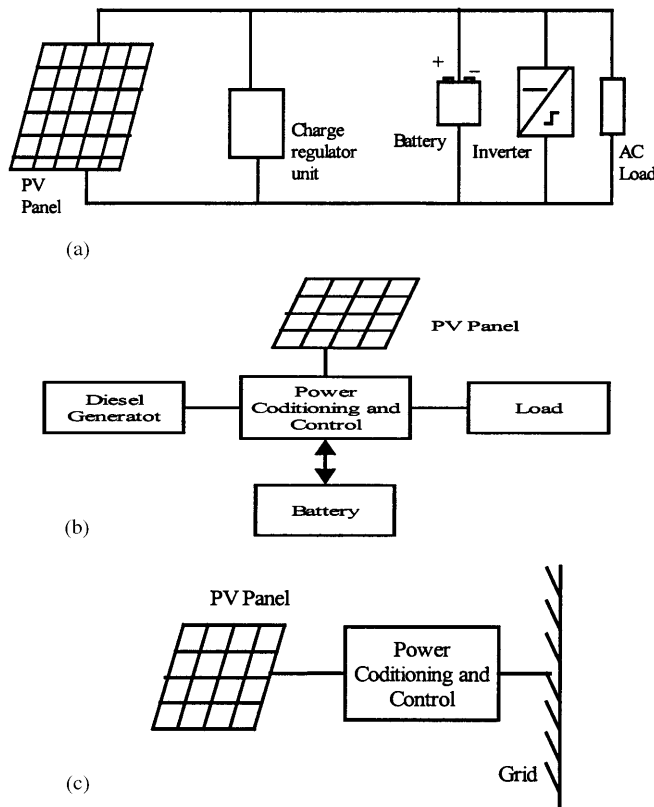 PV
Panel
Charge
regulator
unit
+ −
Battery
Inverter
AC
Load
(a)
PV Panel
Diesel
Generatot
Power
Coditioning and
Control
Load
Battery
(b)
PV Panel
Power
Coditioning and
Control
Grid
(c)